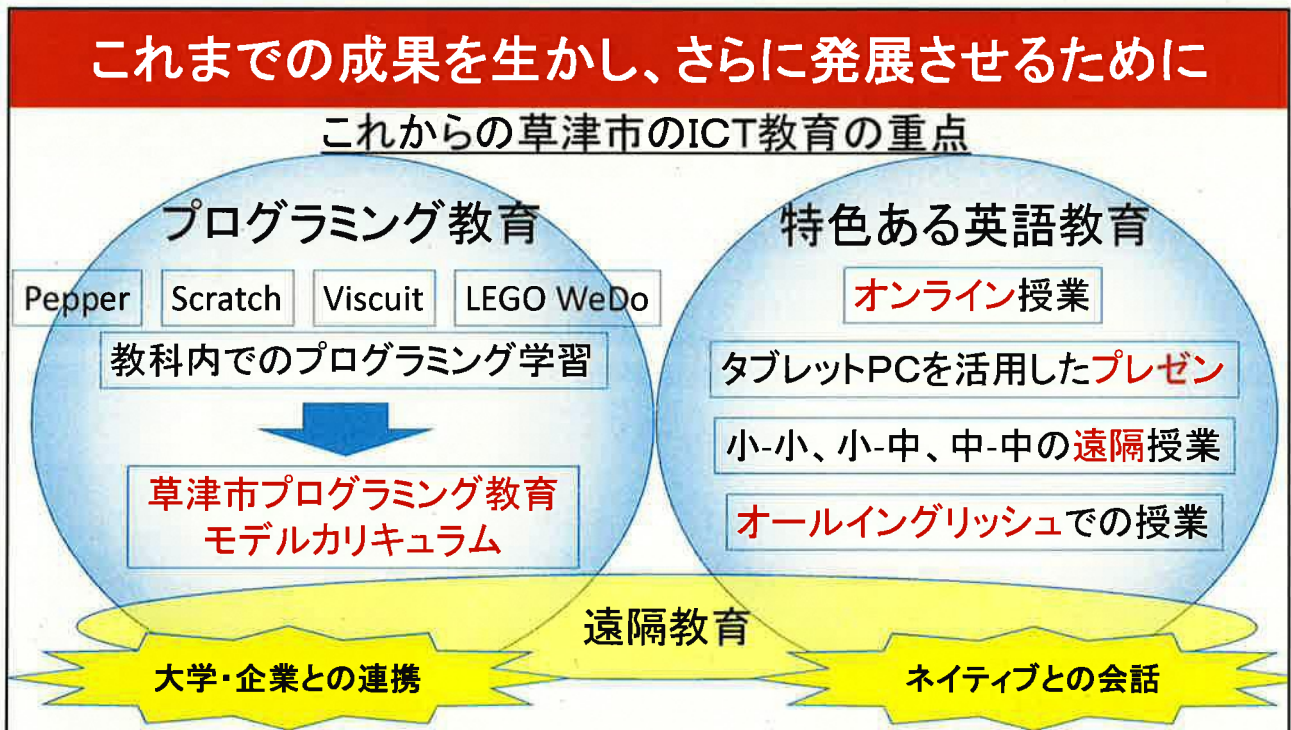 これまでの成果を生かし、さらに発展させるために
これからの草津市のICT教育の重点
プログラミング教育
Pepper
Scratch
Viscuit
LEGO WeDo
教科内でのプログラミング学習
草津市プログラミング教育
モデルカリキュラム
特色ある英語教育
オンライン授業
タブレットPCを活用したプレゼン
小-小、小-中、中-中の遠隔授業
オールイングリッシュでの授業
遠隔教育
大学・企業との連携
ネイティブとの会話